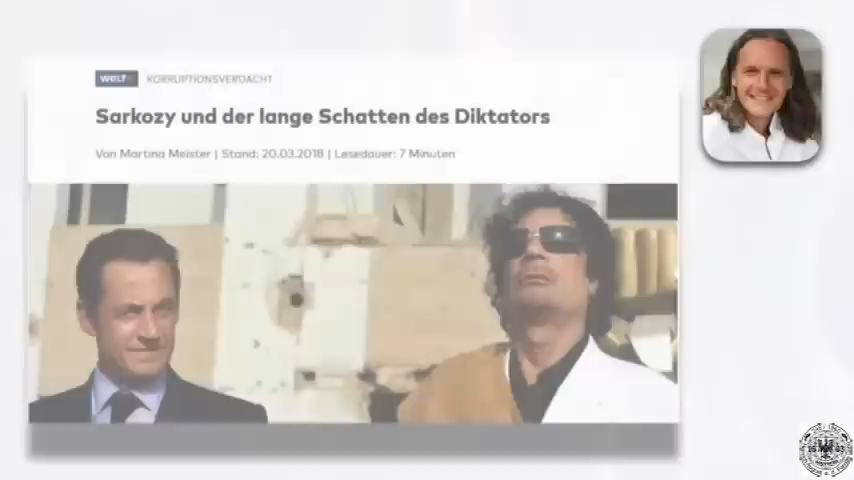 welt+ KORRUPTIONSVERDACHT
Sarkozy und der lange Schatten des Diktators
Von Martina Meister | Stand: 20.03.2018 | Lesedauer: 7 Minuten